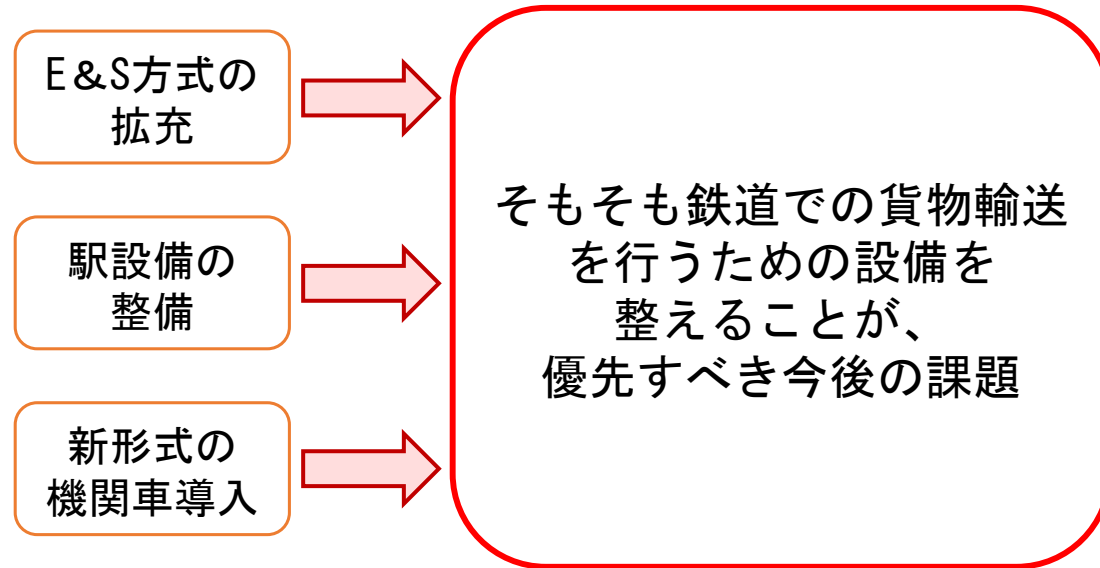 E&S方式の
拡充
駅設備の
整備
新形式の
機関車導入
そもそも鉄道での貨物輸送
を行うための設備を
整えることが、
優先すべき今後の課題